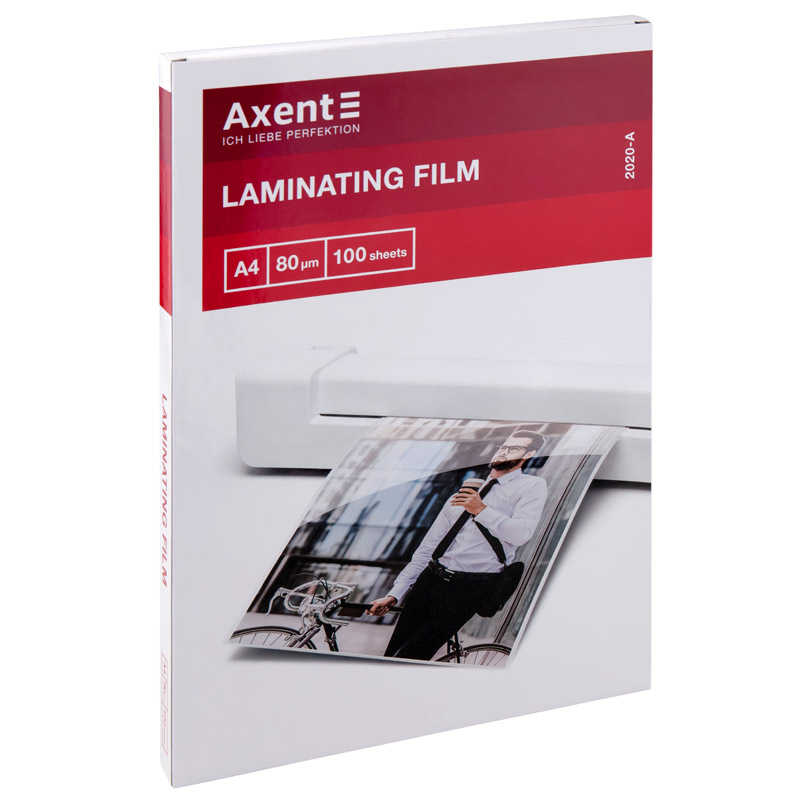 Axent
ICH LIEBE PERFEKTION
LAMINATING FILM
A4 80 µm 100 sheets
2020-A
LAMINATING FILM